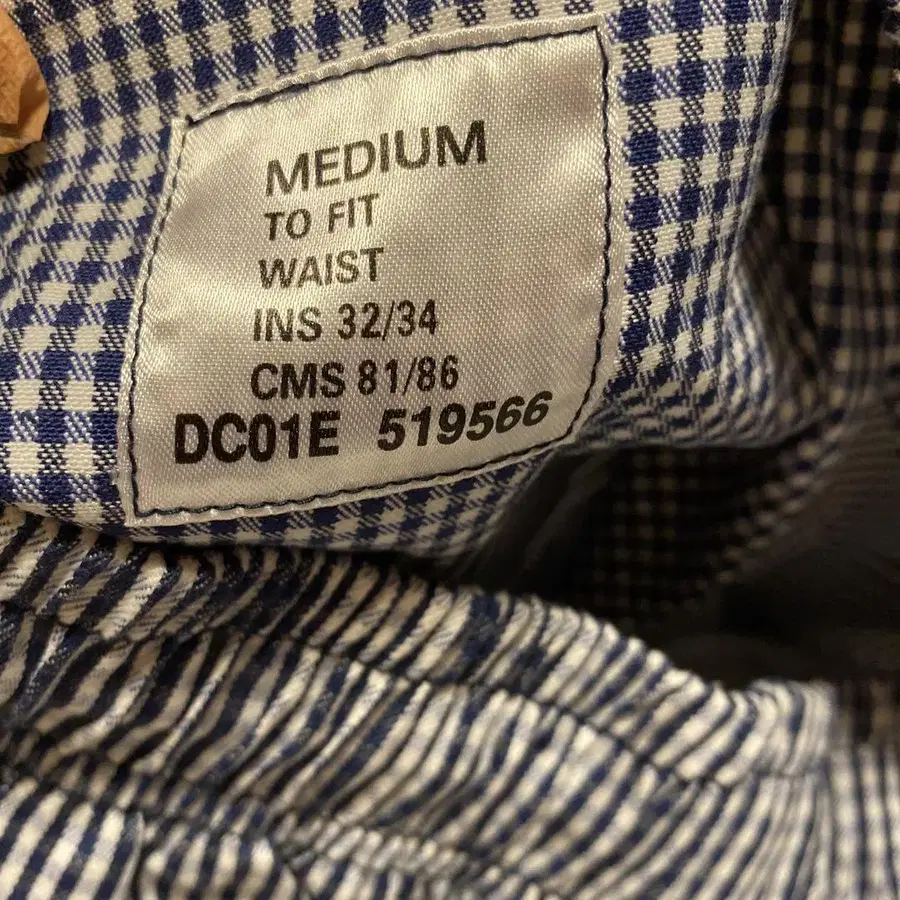 MEDIUM
TO FIT
WAIST
INS 32/34
CMS 81/86
DC01E 519566